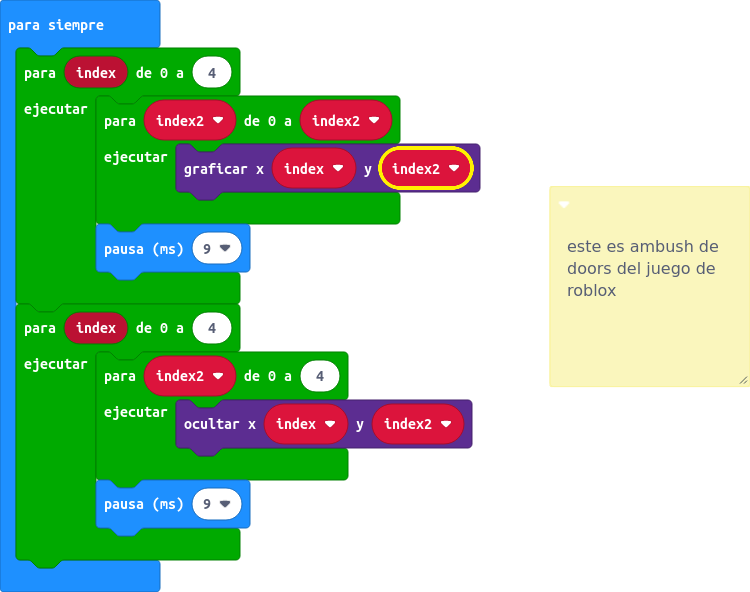 para siempre
para index de 0 a 4
ejecutar
para index2 de 0 a index2
ejecutar
graficar x index y index2
pausa (ms) 9
para index de 0 a 4
ejecutar
para index2 de 0 a 4
ejecutar
ocultar x index y index2
pausa (ms) 9
este es ambush de
doors del juego de
roblox